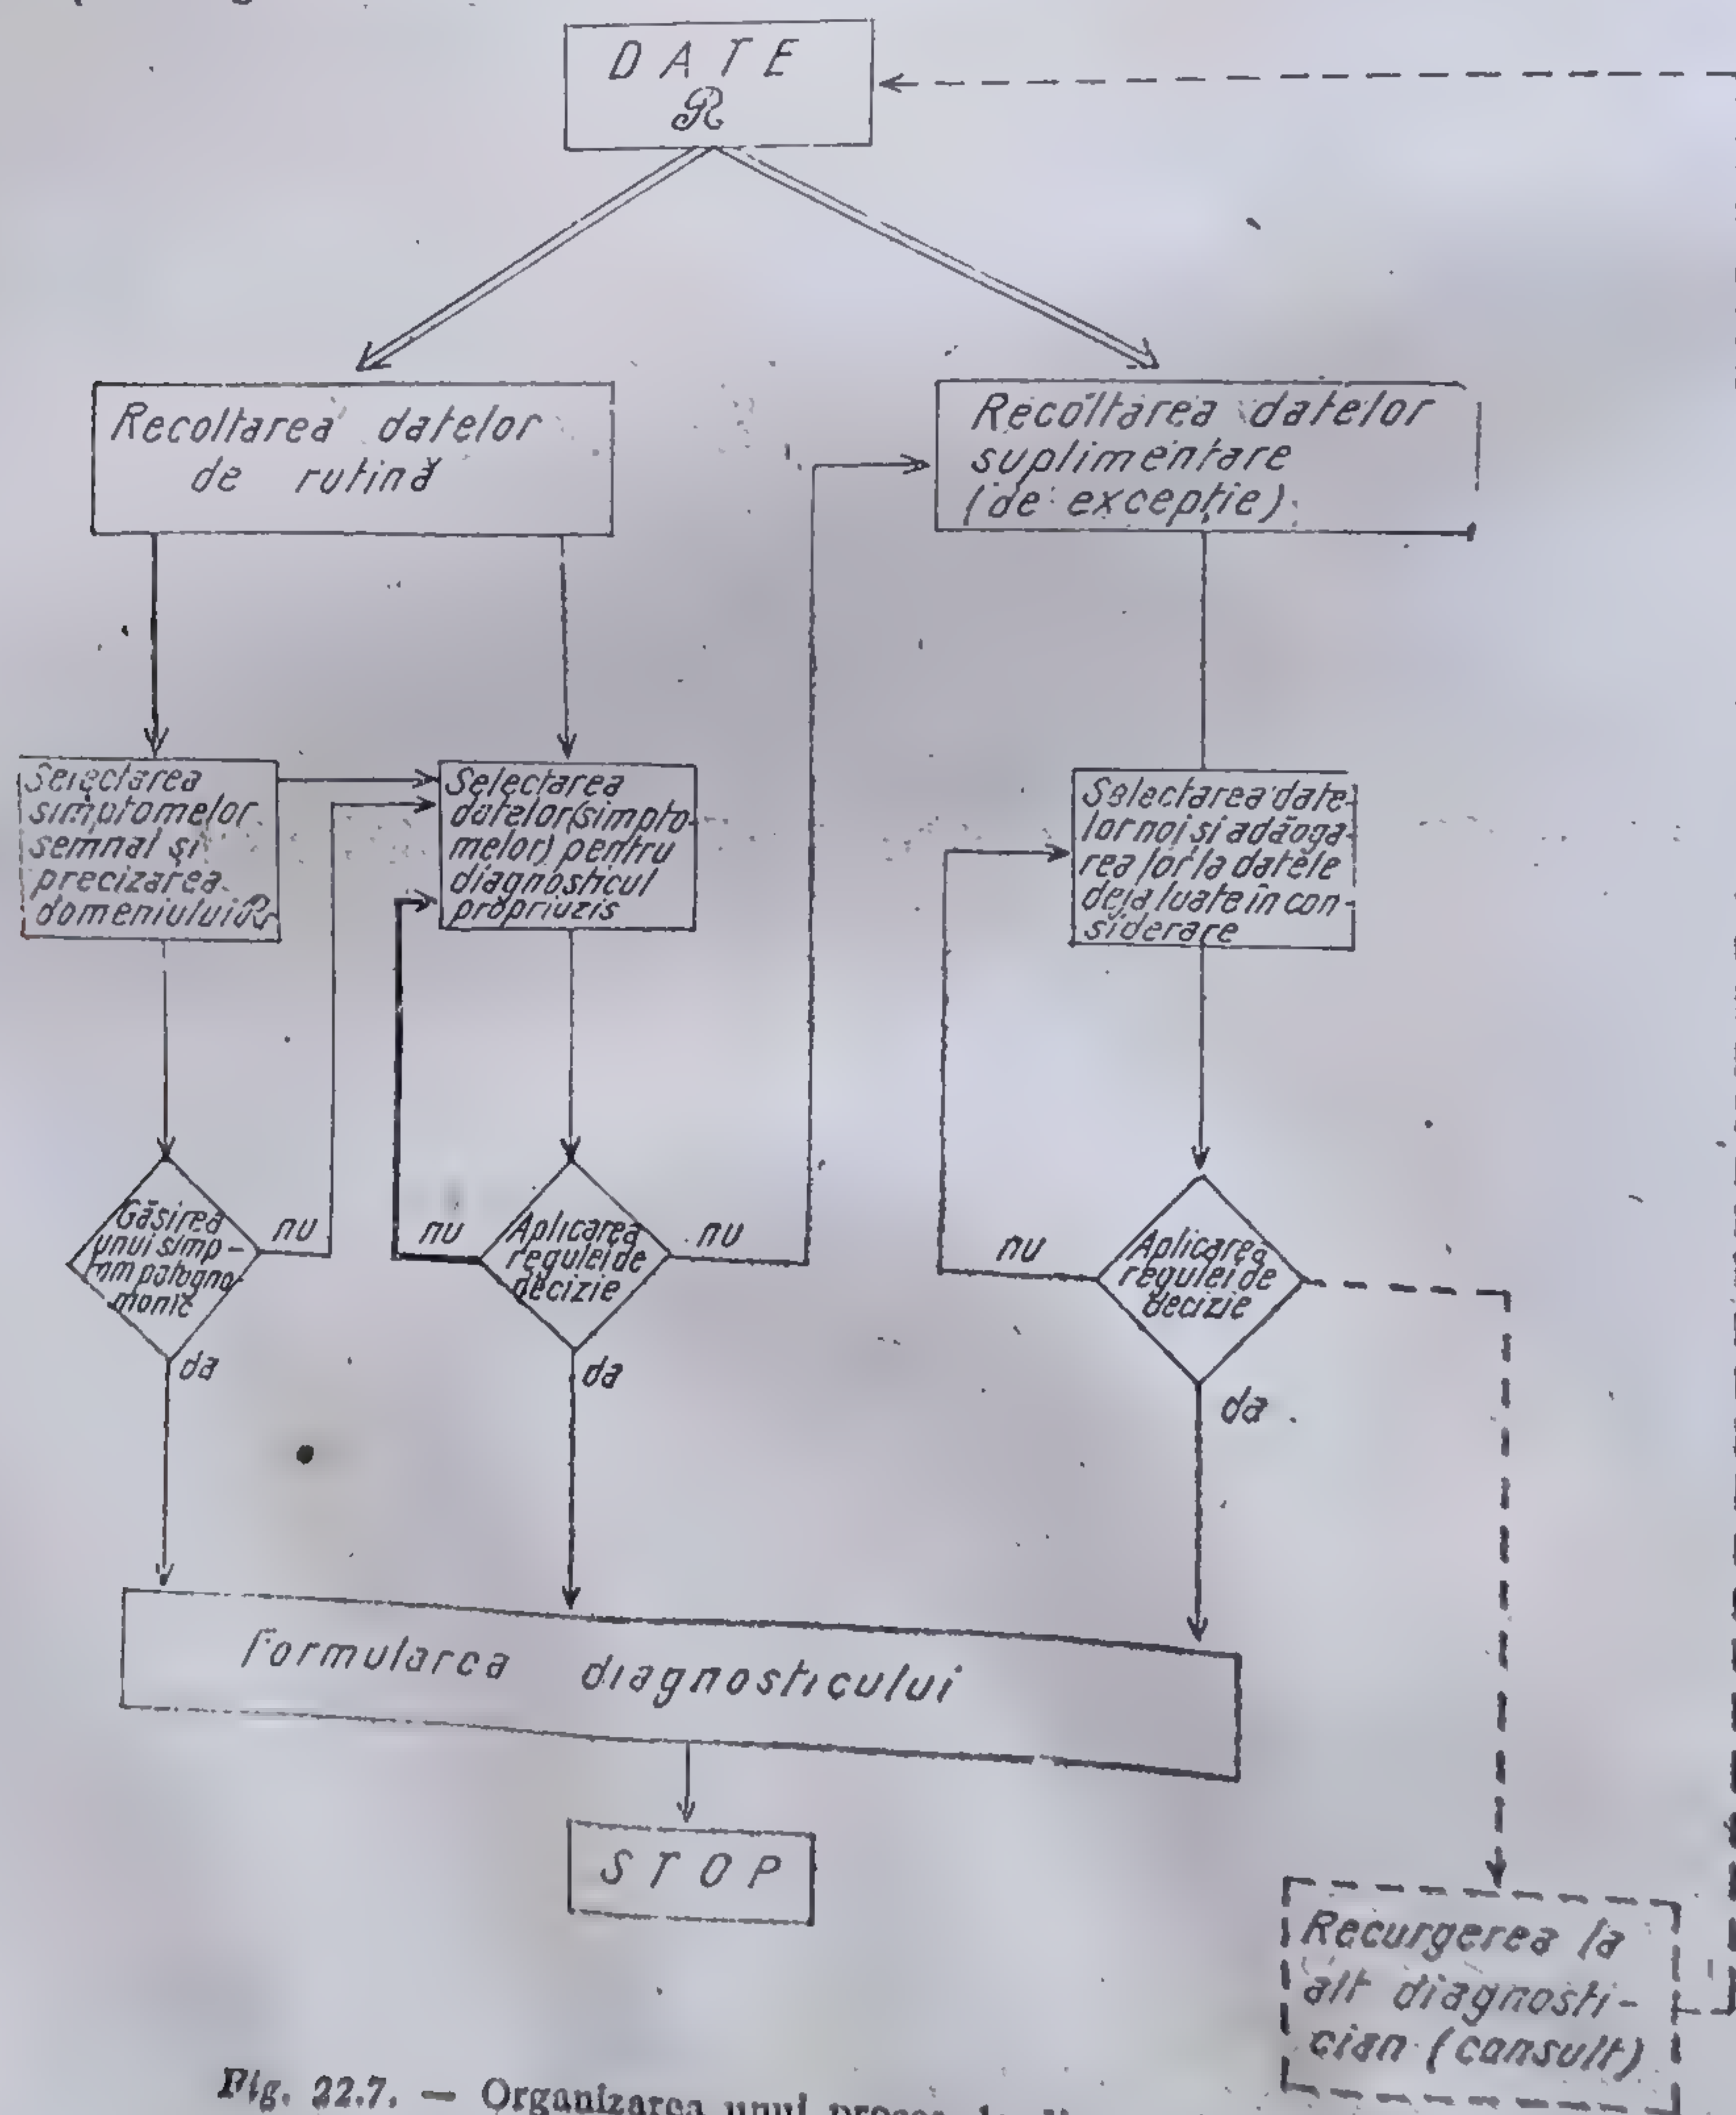 DATE
ℛ
Recoltarea datelor
de rutină
Recoltarea datelor
suplimentare
(de excepție)
Selectarea
simptomelor
semnal și
precizarea
domeniului
Selectarea
datelor (simpto-
melor) pentru
diagnosticul
propriuzis
Selectarea date-
lor noi și adăoga-
rea lor la datele
deja luate în con-
siderare
Găsirea
unui simp-
tom patogno
monic
nu
da
nu
Aplicarea
regulei de
decizie
nu
da
nu
Aplicarea
regulei de
decizie
da
Formularea diagnosticului
STOP
Recurgerea la
alt diagnosti-
cian (consult)
Fig. 22.7. — Organizarea unui proces